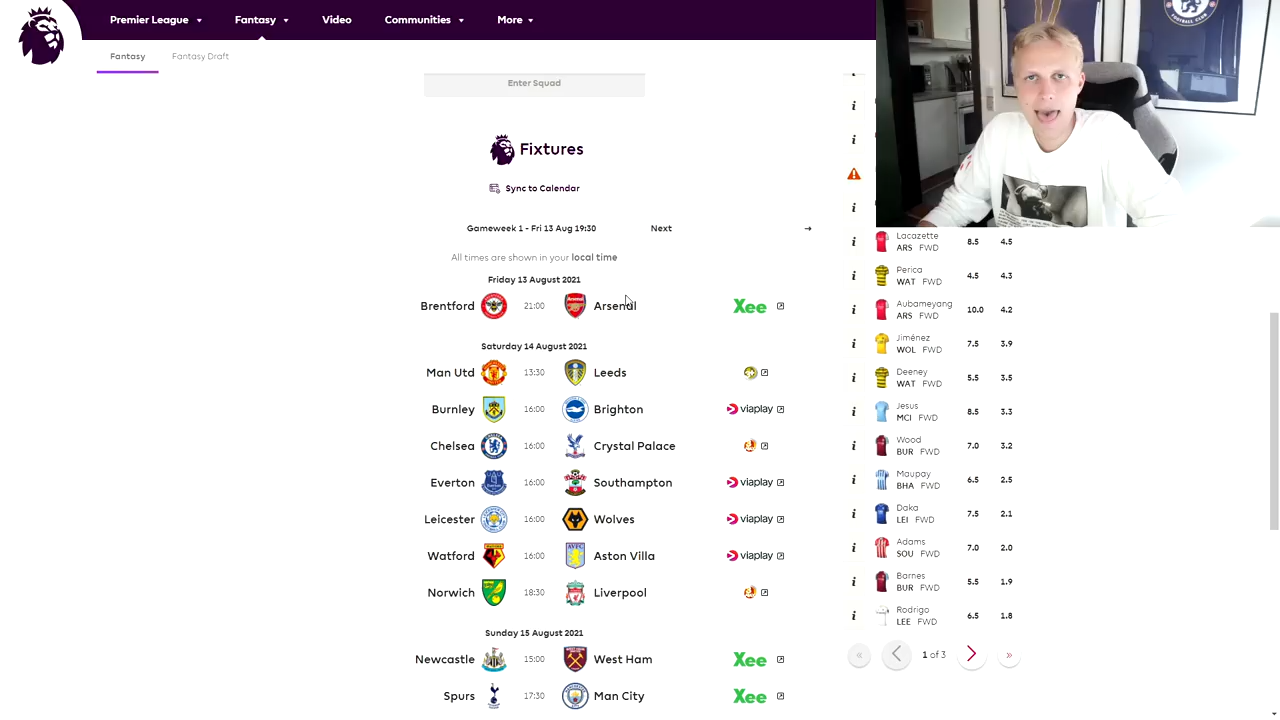 Premier League Fantasy Video Communities More
Fantasy Fantasy Draft
Enter Squad
Fixtures
Sync to Calendar
Gameweek 1 - Fri 13 Aug 19:30 Next →
All times are shown in your local time
Friday 13 August 2021
Brentford 21:00 Arsenal Xee
Saturday 14 August 2021
Man Utd 13:30 Leeds
Burnley 16:00 Brighton viaplay
Chelsea 16:00 Crystal Palace
Everton 16:00 Southampton viaplay
Leicester 16:00 Wolves viaplay
Watford 16:00 Aston Villa viaplay
Norwich 18:30 Liverpool
Sunday 15 August 2021
Newcastle 15:00 West Ham Xee
Spurs 17:30 Man City Xee
Lacazette
ARS FWD 8.5 4.5
Perica
WAT FWD 4.5 4.3
Aubameyang
ARS FWD 10.0 4.2
Jiménez
WOL FWD 7.5 3.9
Deeney
WAT FWD 5.5 3.5
Jesus
MCI FWD 8.5 3.3
Wood
BUR FWD 7.0 3.2
Maupay
BHA FWD 6.5 2.5
Daka
LEI FWD 7.5 2.1
Adams
SOU FWD 7.0 2.0
Barnes
BUR FWD 5.5 1.9
Rodrigo
LEE FWD 6.5 1.8
« 1 of 3 »